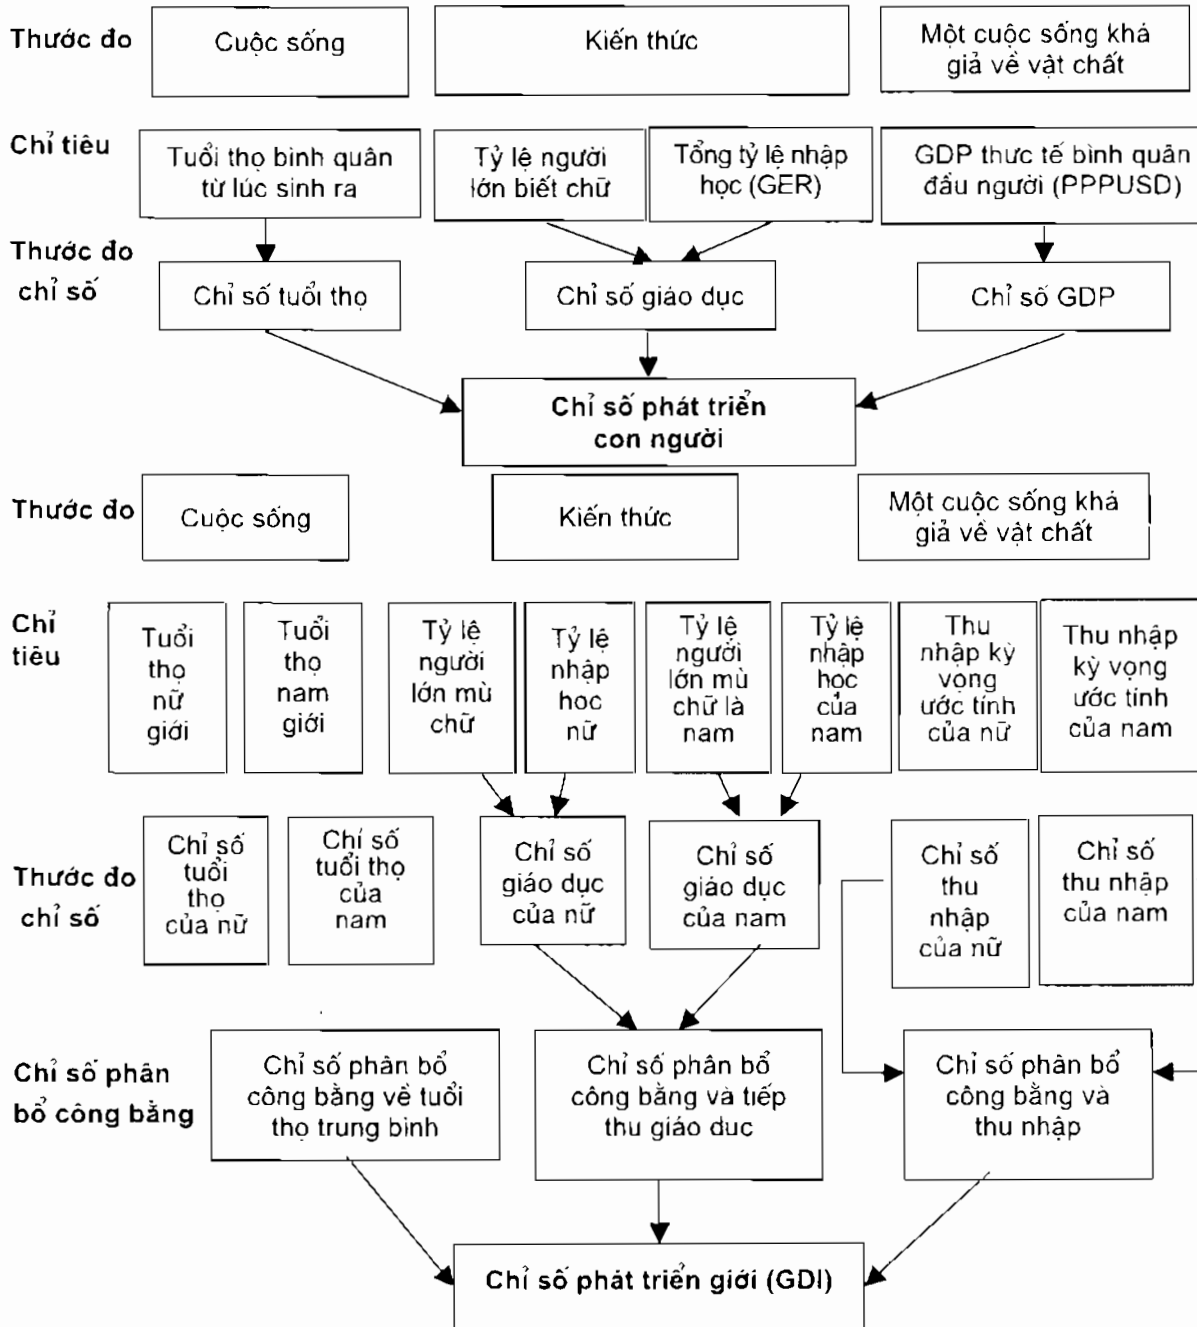 Thước đo
Cuộc sống
Kiến thức
Một cuộc sống khá
giả về vật chất
Chỉ tiêu
Tuổi thọ bình quân
từ lúc sinh ra
Tỷ lệ người
lớn biết chữ
Tổng tỷ lệ nhập
học (GER)
GDP thực tế bình quân
đầu người (PPPUSD)
Thước đo
chỉ số
Chỉ số tuổi thọ
Chỉ số giáo dục
Chỉ số GDP
Chỉ số phát triển
con người
Thước đo
Cuộc sống
Kiến thức
Một cuộc sống khá
giả về vật chất
Chỉ
tiêu
Tuổi
thọ
nữ
giới
Tuổi
thọ
nam
giới
Tỷ lệ
người
lớn mù
chữ
Tỷ lệ
nhập
học
nữ
Tỷ lệ
người
lớn mù
chữ là
nam
Tỷ lệ
nhập
học
của
nam
Thu
nhập kỳ
vọng
ước tính
của nữ
Thu nhập
kỳ vọng
ước tính
của nam
Thước đo
chỉ số
Chỉ số
tuổi
thọ
của nữ
Chỉ số
tuổi thọ
của
nam
Chỉ số
giáo dục
của nữ
Chỉ số
giáo dục
của nam
Chỉ số
thu
nhập
của nữ
Chỉ số
thu nhập
của nam
Chỉ số phân
bổ công bằng
Chỉ số phân bổ
công bằng về tuổi
thọ trung bình
Chỉ số phân bổ
công bằng và tiếp
thu giáo dục
Chỉ số phân bổ
công bằng và
thu nhập
Chỉ số phát triển giới (GDI)